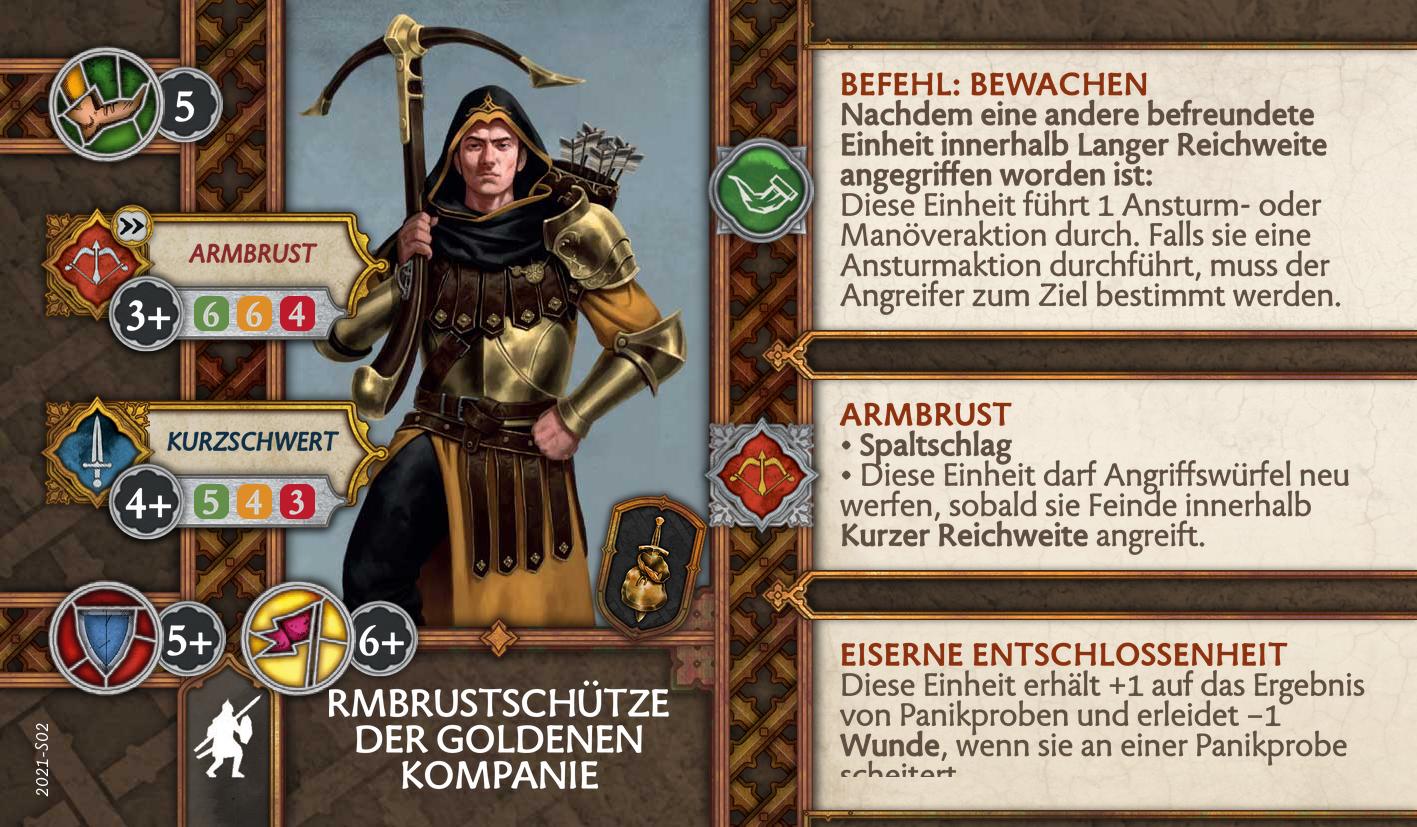 5
ARMBRUST
3+
6 6 4
KURZSCHWERT
4+
5 4 3
5+
6+
RMBRUSTSCHÜTZE
DER GOLDENEN
KOMPANIE
2021-S02
BEFEHL: BEWACHEN
Nachdem eine andere befreundete
Einheit innerhalb Langer Reichweite
angegriffen worden ist:
Diese Einheit führt 1 Ansturm- oder
Manöveraktion durch. Falls sie eine
Ansturmaktion durchführt, muss der
Angreifer zum Ziel bestimmt werden.
ARMBRUST
• Spaltschlag
• Diese Einheit darf Angriffswürfel neu
werfen, sobald sie Feinde innerhalb
Kurzer Reichweite angreift.
EISERNE ENTSCHLOSSENHEIT
Diese Einheit erhält +1 auf das Ergebnis
von Panikproben und erleidet −1
Wunde, wenn sie an einer Panikprobe
scheitert.